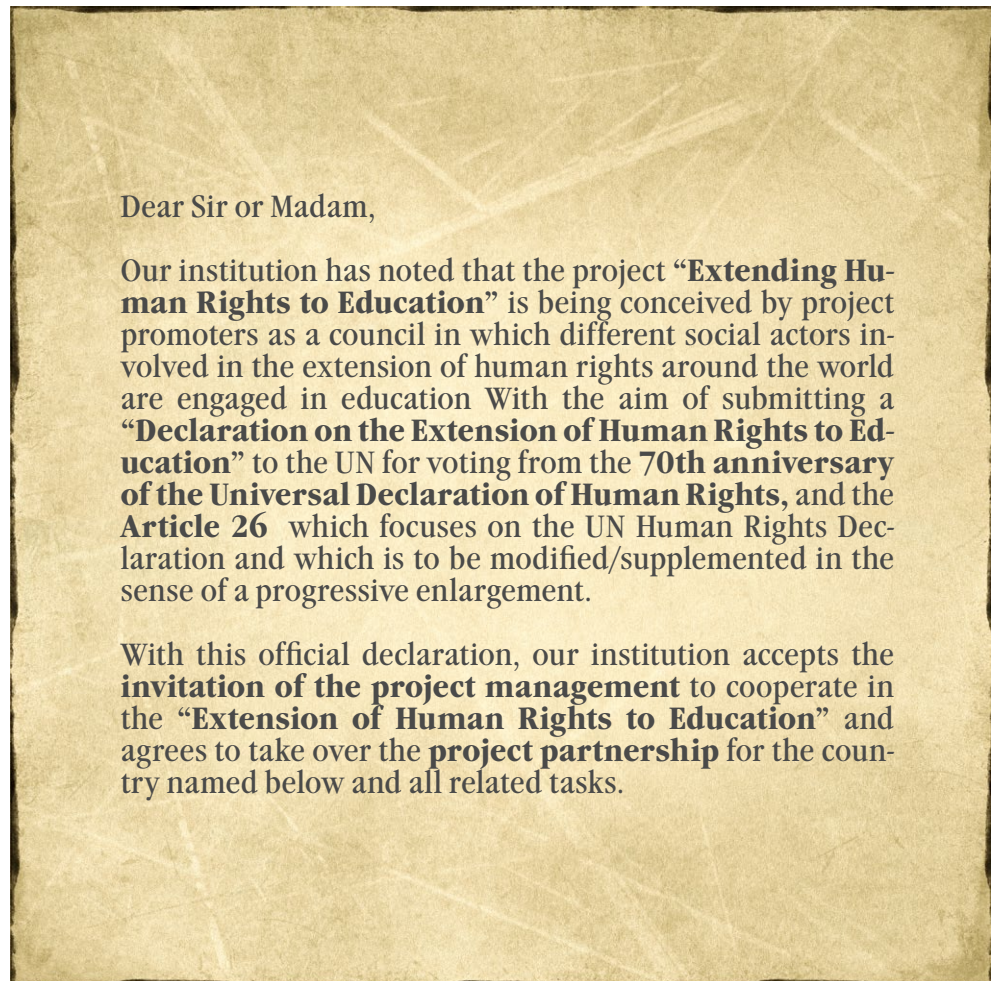 Dear Sir or Madam,
Our institution has noted that the project “Extending Hu-
man Rights to Education” is being conceived by project
promoters as a council in which different social actors in-
volved in the extension of human rights around the world
are engaged in education With the aim of submitting a
“Declaration on the Extension of Human Rights to Ed-
ucation” to the UN for voting from the 70th anniversary
of the Universal Declaration of Human Rights, and the
Article 26 which focuses on the UN Human Rights Dec-
laration and which is to be modified/supplemented in the
sense of a progressive enlargement.
With this official declaration, our institution accepts the
invitation of the project management to cooperate in
the “Extension of Human Rights to Education” and
agrees to take over the project partnership for the coun-
try named below and all related tasks.